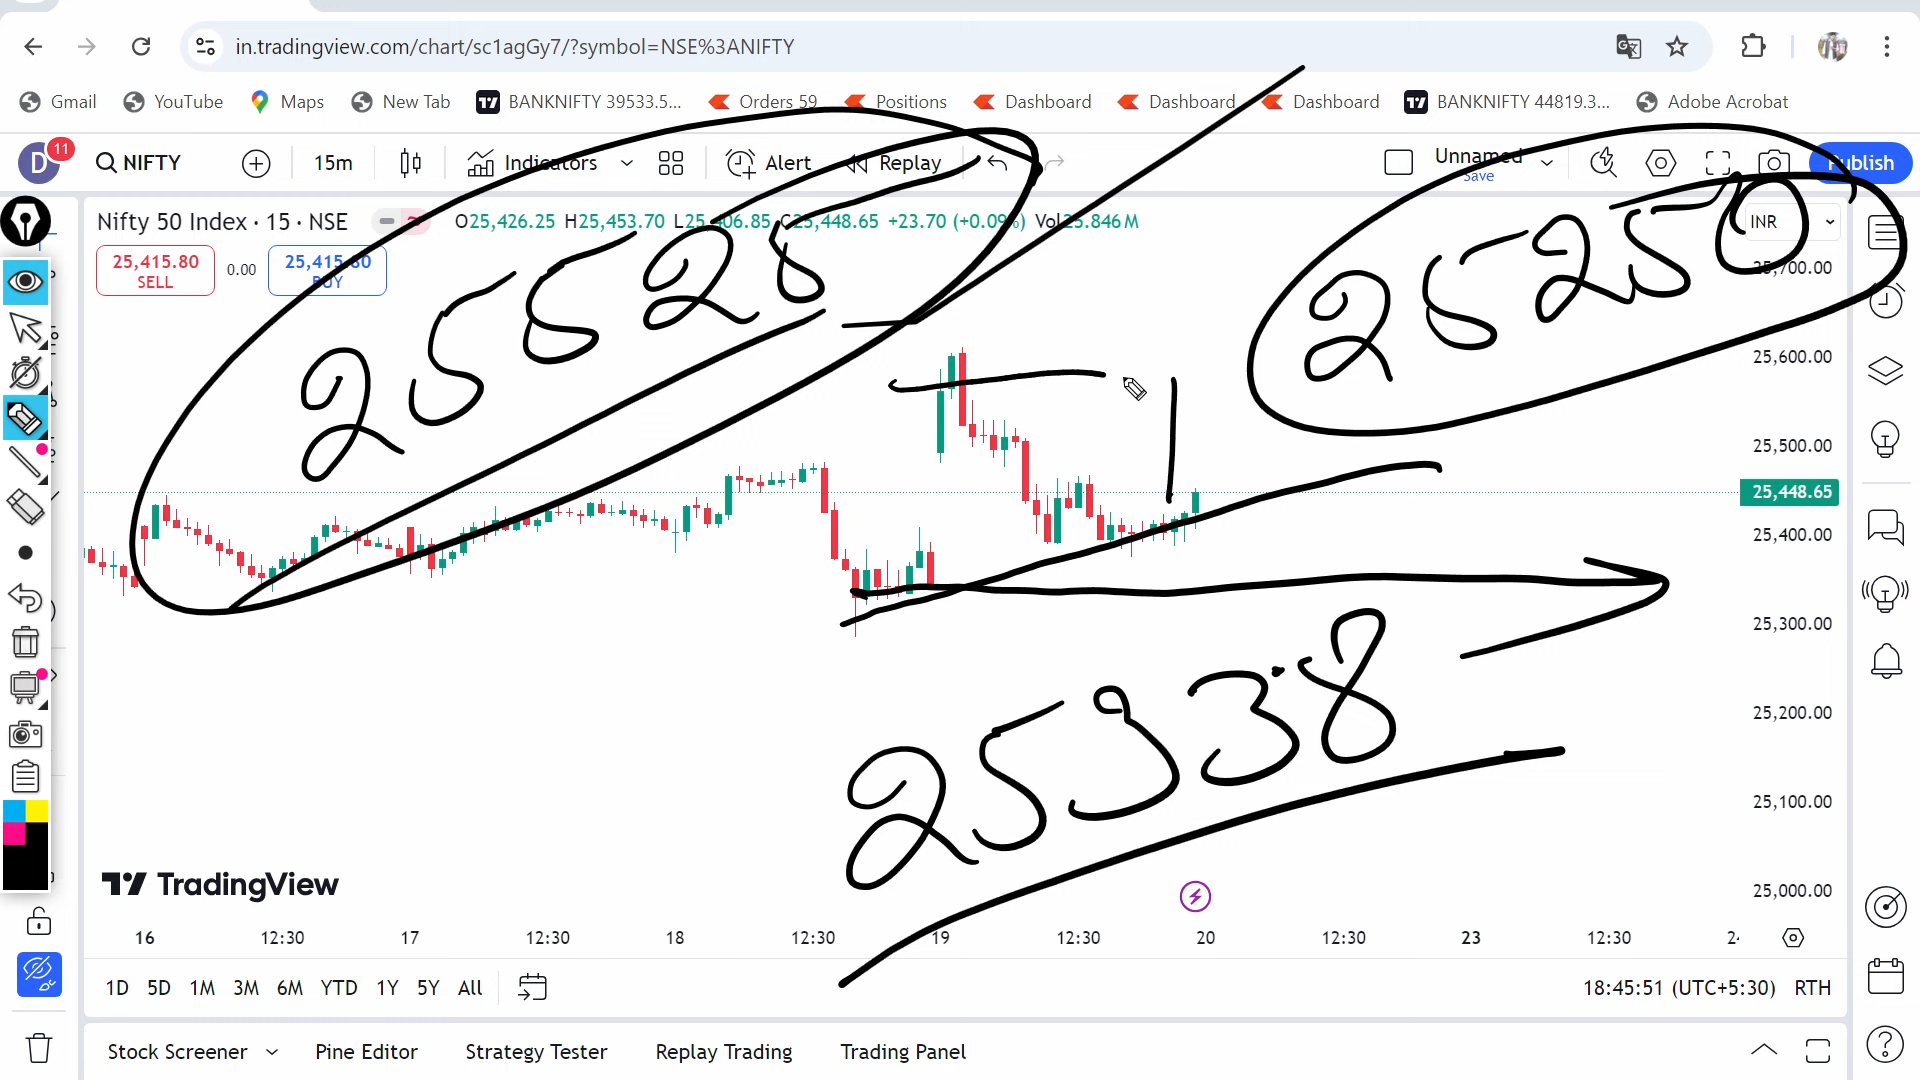 in.tradingview.com/chart/sc1agGy7/?symbol=NSE%3ANIFTY
Gmail YouTube Maps New Tab BANKNIFTY 39533.5... Orders 59 Positions Dashboard Dashboard Dashboard BANKNIFTY 44819.3... Adobe Acrobat
D 11 NIFTY 15m Indicators Alert Replay Unnamed Save Publish
Nifty 50 Index · 15 · NSE O25,426.25 H25,453.70 L25,406.85 C25,448.65 +23.70 (+0.09%) Vol25.846M INR
25,415.80 SELL 0.00 25,415.80 BUY
25528
25250
25,700.00
25,600.00
25,500.00
25,448.65
25,400.00
25,300.00
25,200.00
25,100.00
25,000.00
25338
TradingView
16 12:30 17 12:30 18 12:30 19 12:30 20 12:30 23 12:30
1D 5D 1M 3M 6M YTD 1Y 5Y All 18:45:51 (UTC+5:30) RTH
Stock Screener Pine Editor Strategy Tester Replay Trading Trading Panel